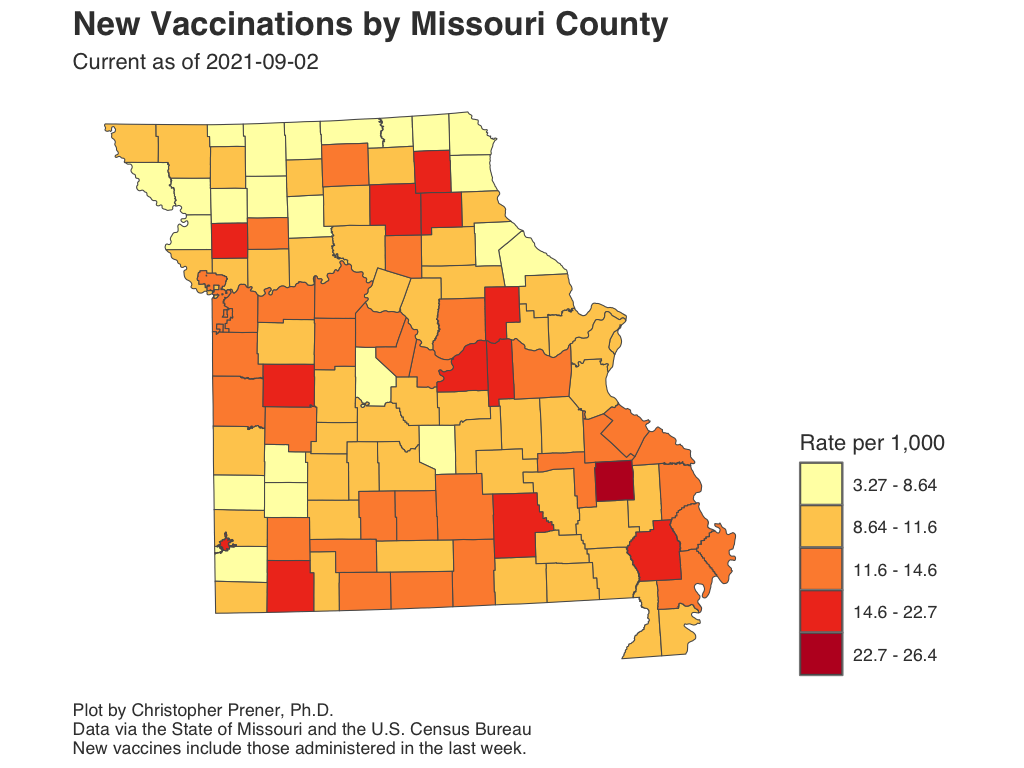 New Vaccinations by Missouri County
Current as of 2021-09-02
Rate per 1,000
3.27 - 8.64
8.64 - 11.6
11.6 - 14.6
14.6 - 22.7
22.7 - 26.4
Plot by Christopher Prener, Ph.D.
Data via the State of Missouri and the U.S. Census Bureau
New vaccines include those administered in the last week.